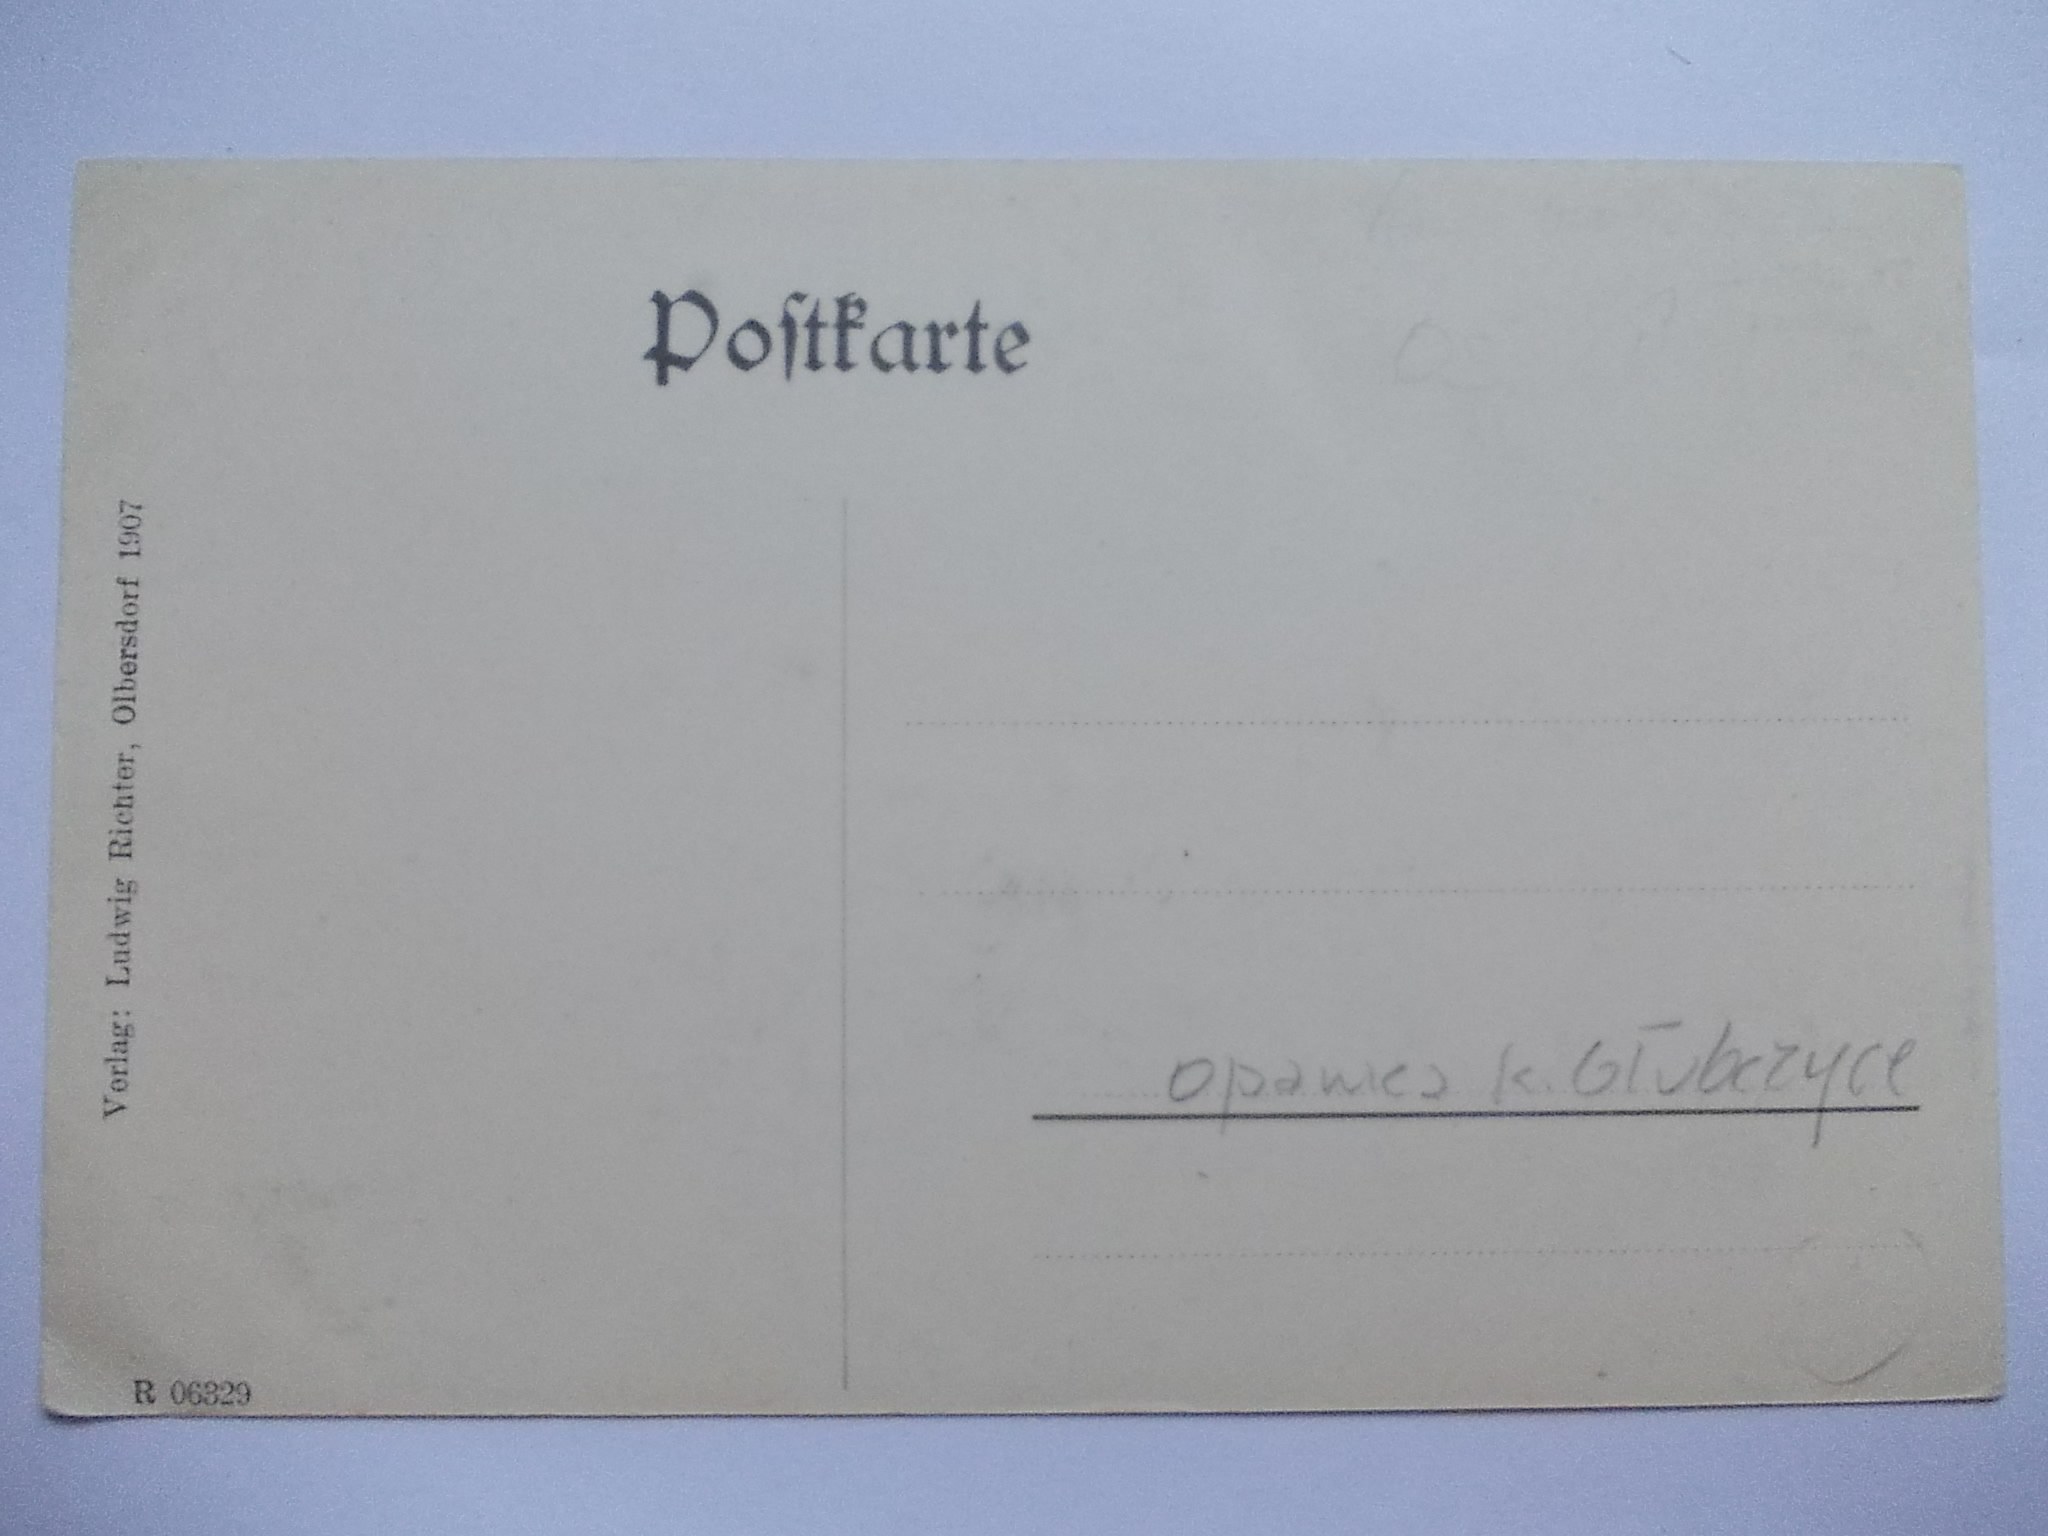 Postkarte
Verlag: Ludwig Richter, Olbersdorf 1907
Opawica k. Głubczyce
R 06329